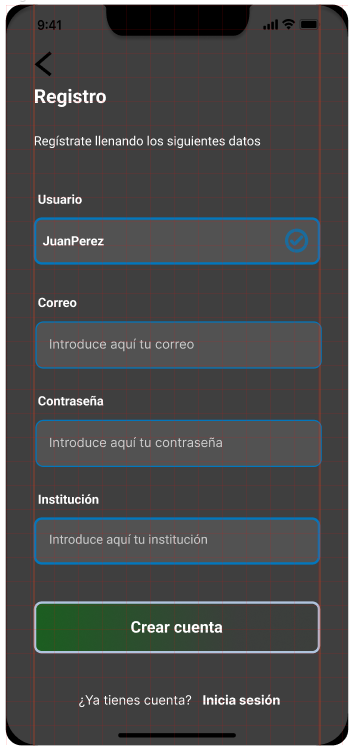 9:41
Registro
Regístrate llenando los siguientes datos
Usuario
JuanPerez
Correo
Introduce aquí tu correo
Contraseña
Introduce aquí tu contraseña
Institución
Introduce aquí tu institución
Crear cuenta
¿Ya tienes cuenta? Inicia sesión